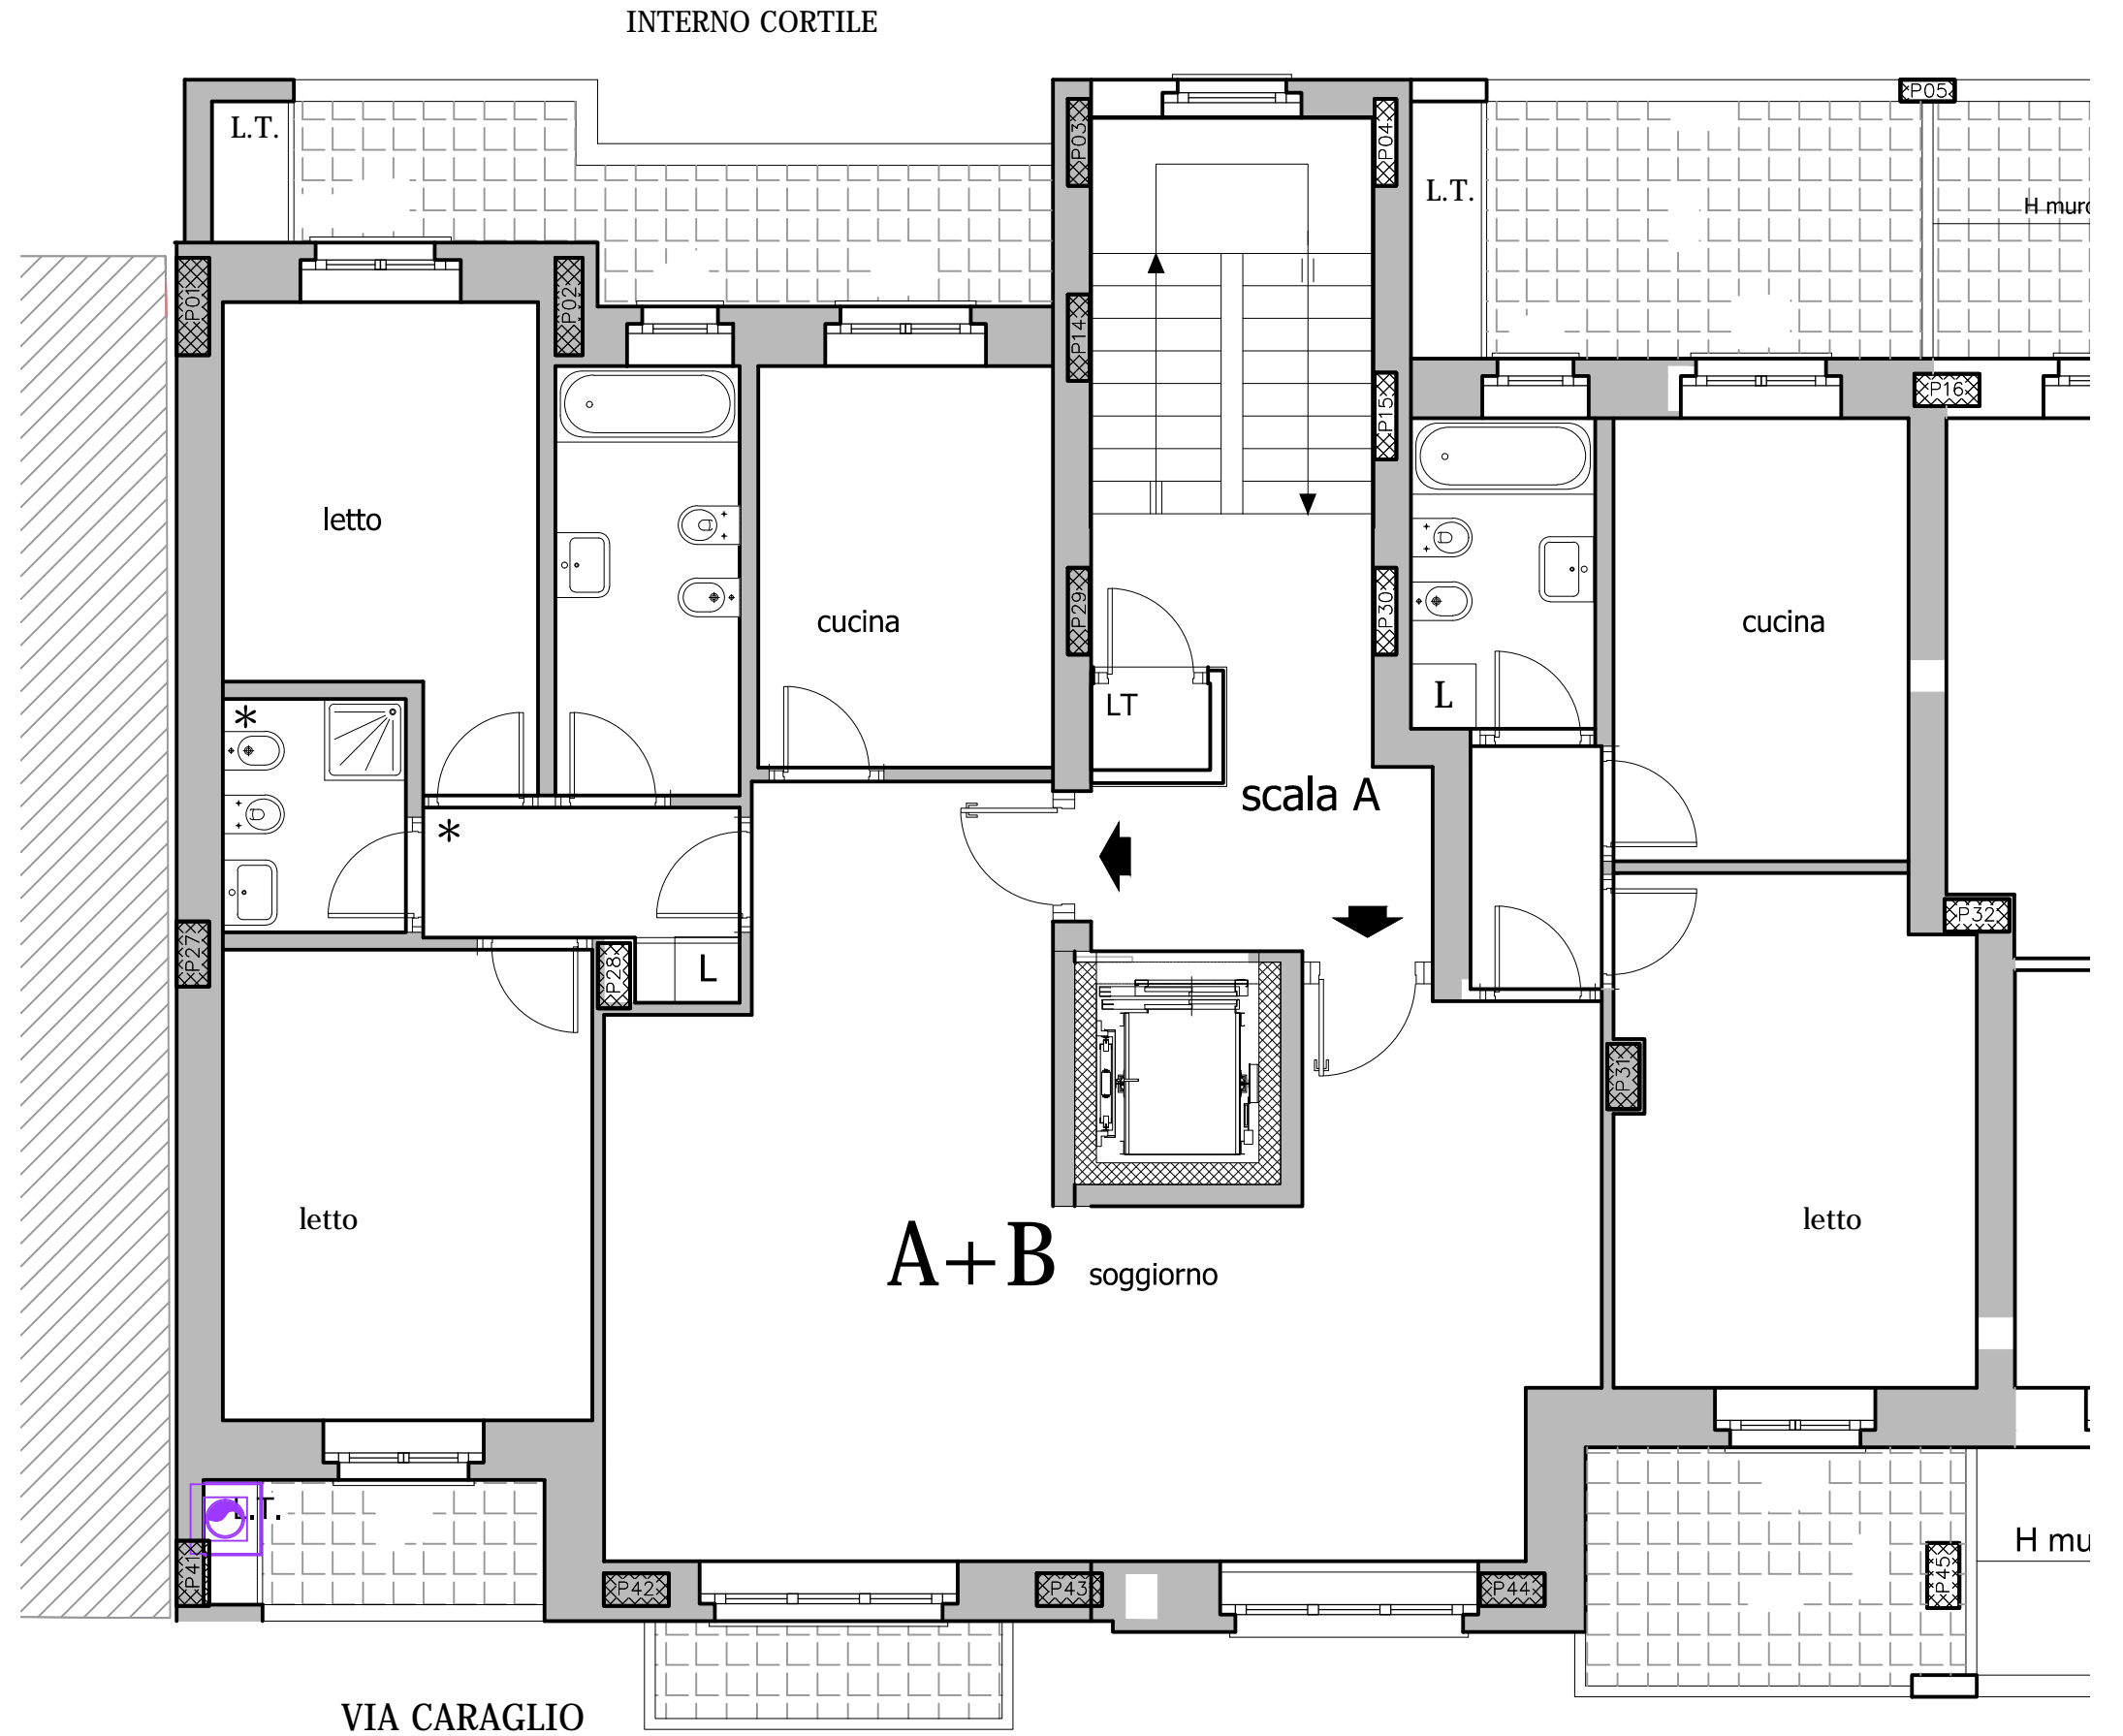 INTERNO CORTILE
P05
L.T.
P03
P04
L.T.
H muro
P01
P02
P14
P15
P16
letto
cucina
P29
P30
cucina
*
LT
L
scala A
*
P27
P28
L
P32
P31
letto
A+B
soggiorno
letto
L.T.
H mu
P41
P42
P43
P44
P45
VIA CARAGLIO